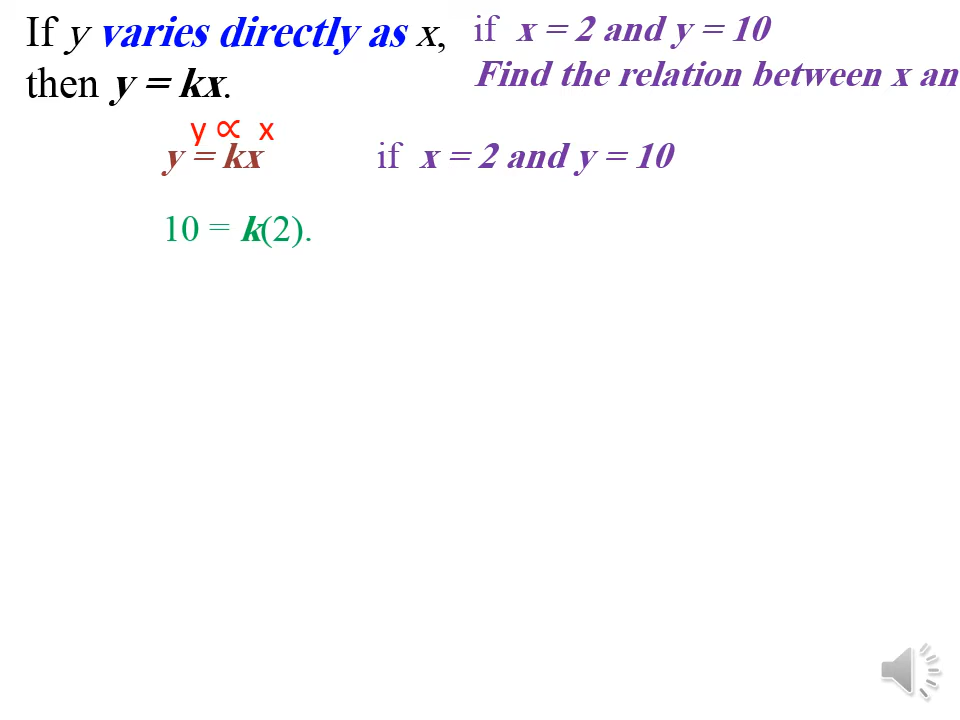 If y varies directly as x,
then y = kx.
if x = 2 and y = 10
Find the relation between x an
y ∝ x
y = kx if x = 2 and y = 10
10 = k(2).